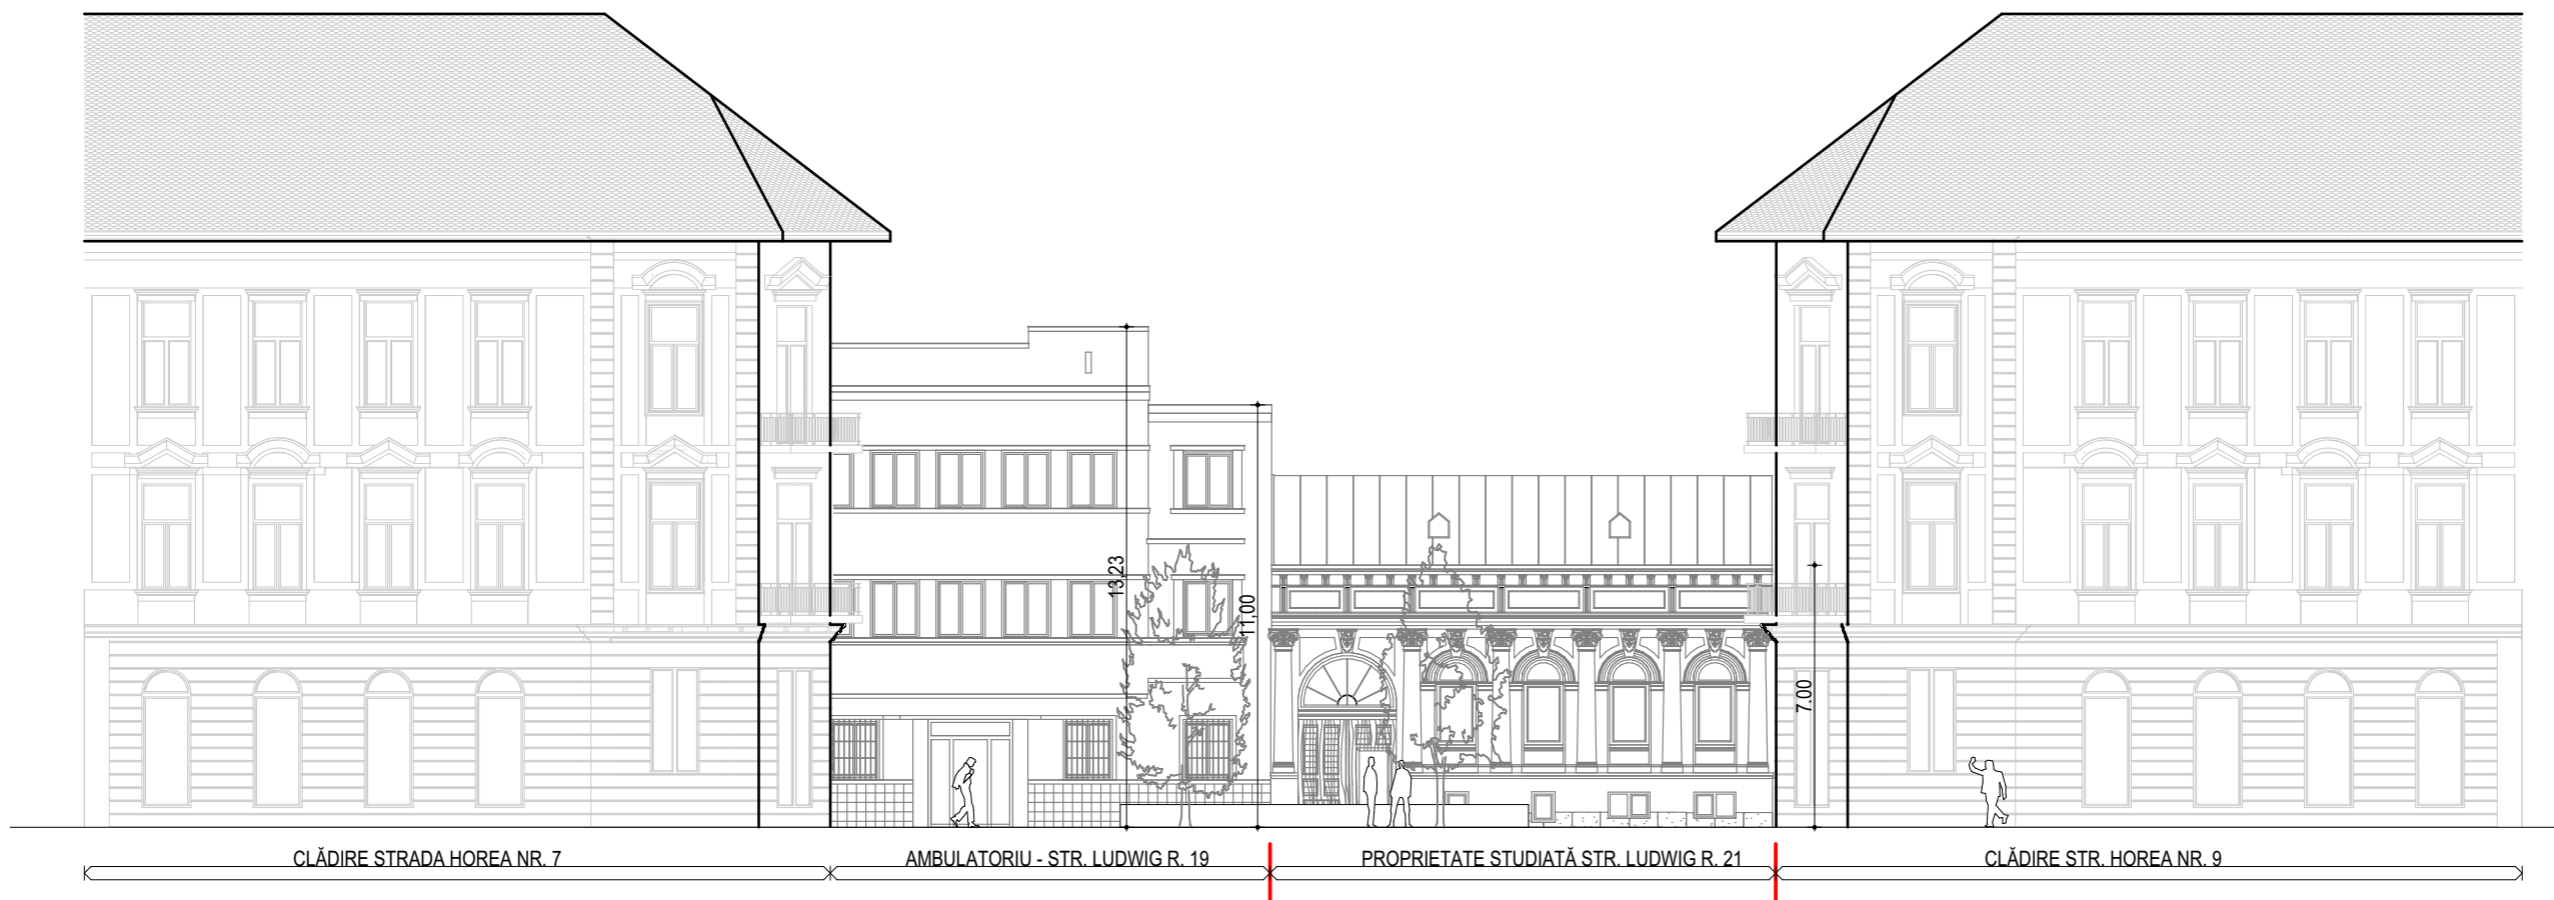 13,23
11,00
7.00
CLĂDIRE STRADA HOREA NR. 7
AMBULATORIU - STR. LUDWIG R. 19
PROPRIETATE STUDIATĂ STR. LUDWIG R. 21
CLĂDIRE STR. HOREA NR. 9